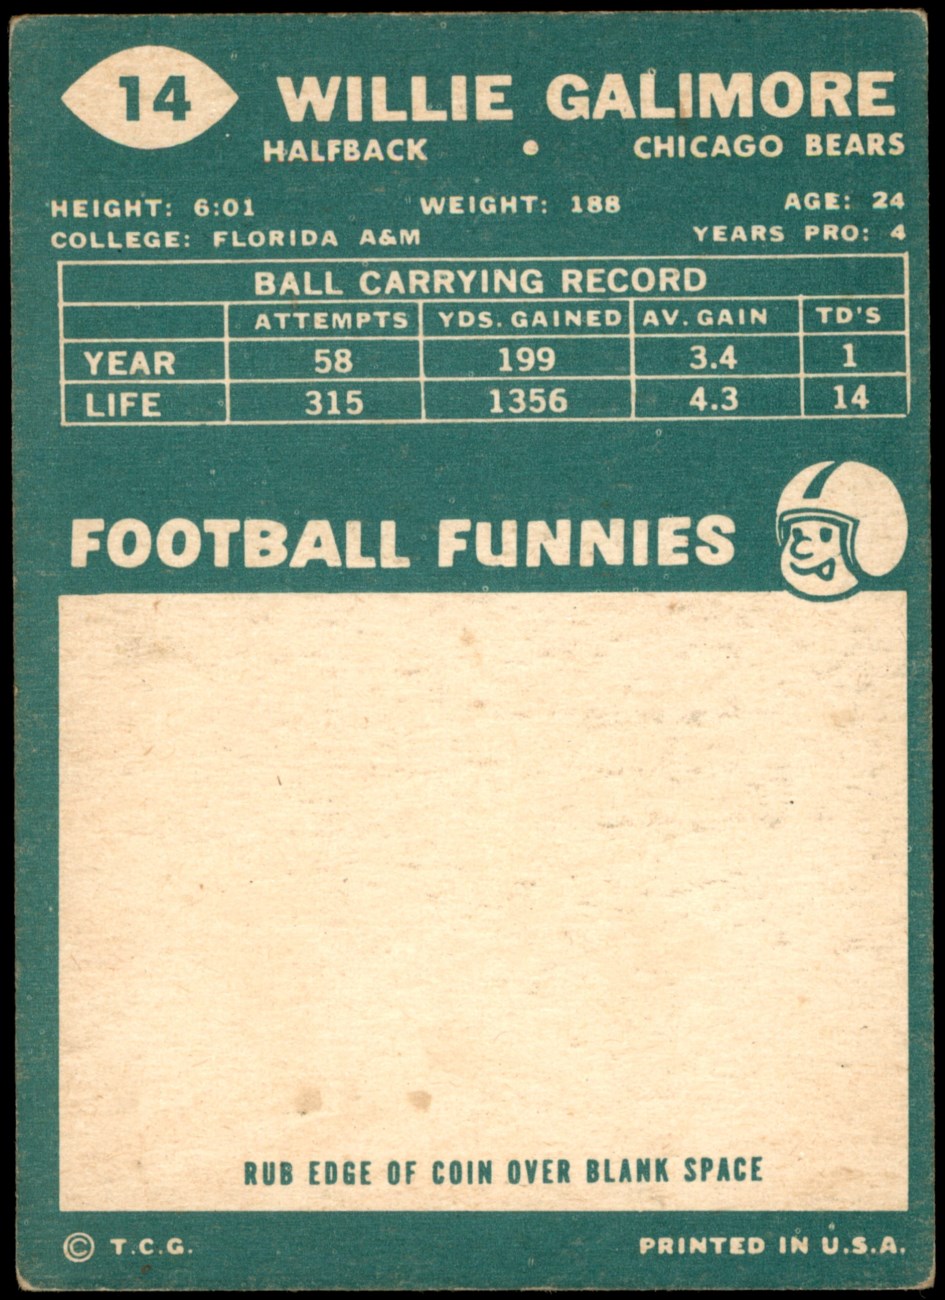 14 WILLIE GALIMORE
HALFBACK • CHICAGO BEARS
HEIGHT: 6:01 WEIGHT: 188 AGE: 24
COLLEGE: FLORIDA A&M YEARS PRO: 4
BALL CARRYING RECORD
ATTEMPTS YDS. GAINED AV. GAIN TD'S
YEAR 58 199 3.4 1
LIFE 315 1356 4.3 14
FOOTBALL FUNNIES
RUB EDGE OF COIN OVER BLANK SPACE
© T.C.G. PRINTED IN U.S.A.